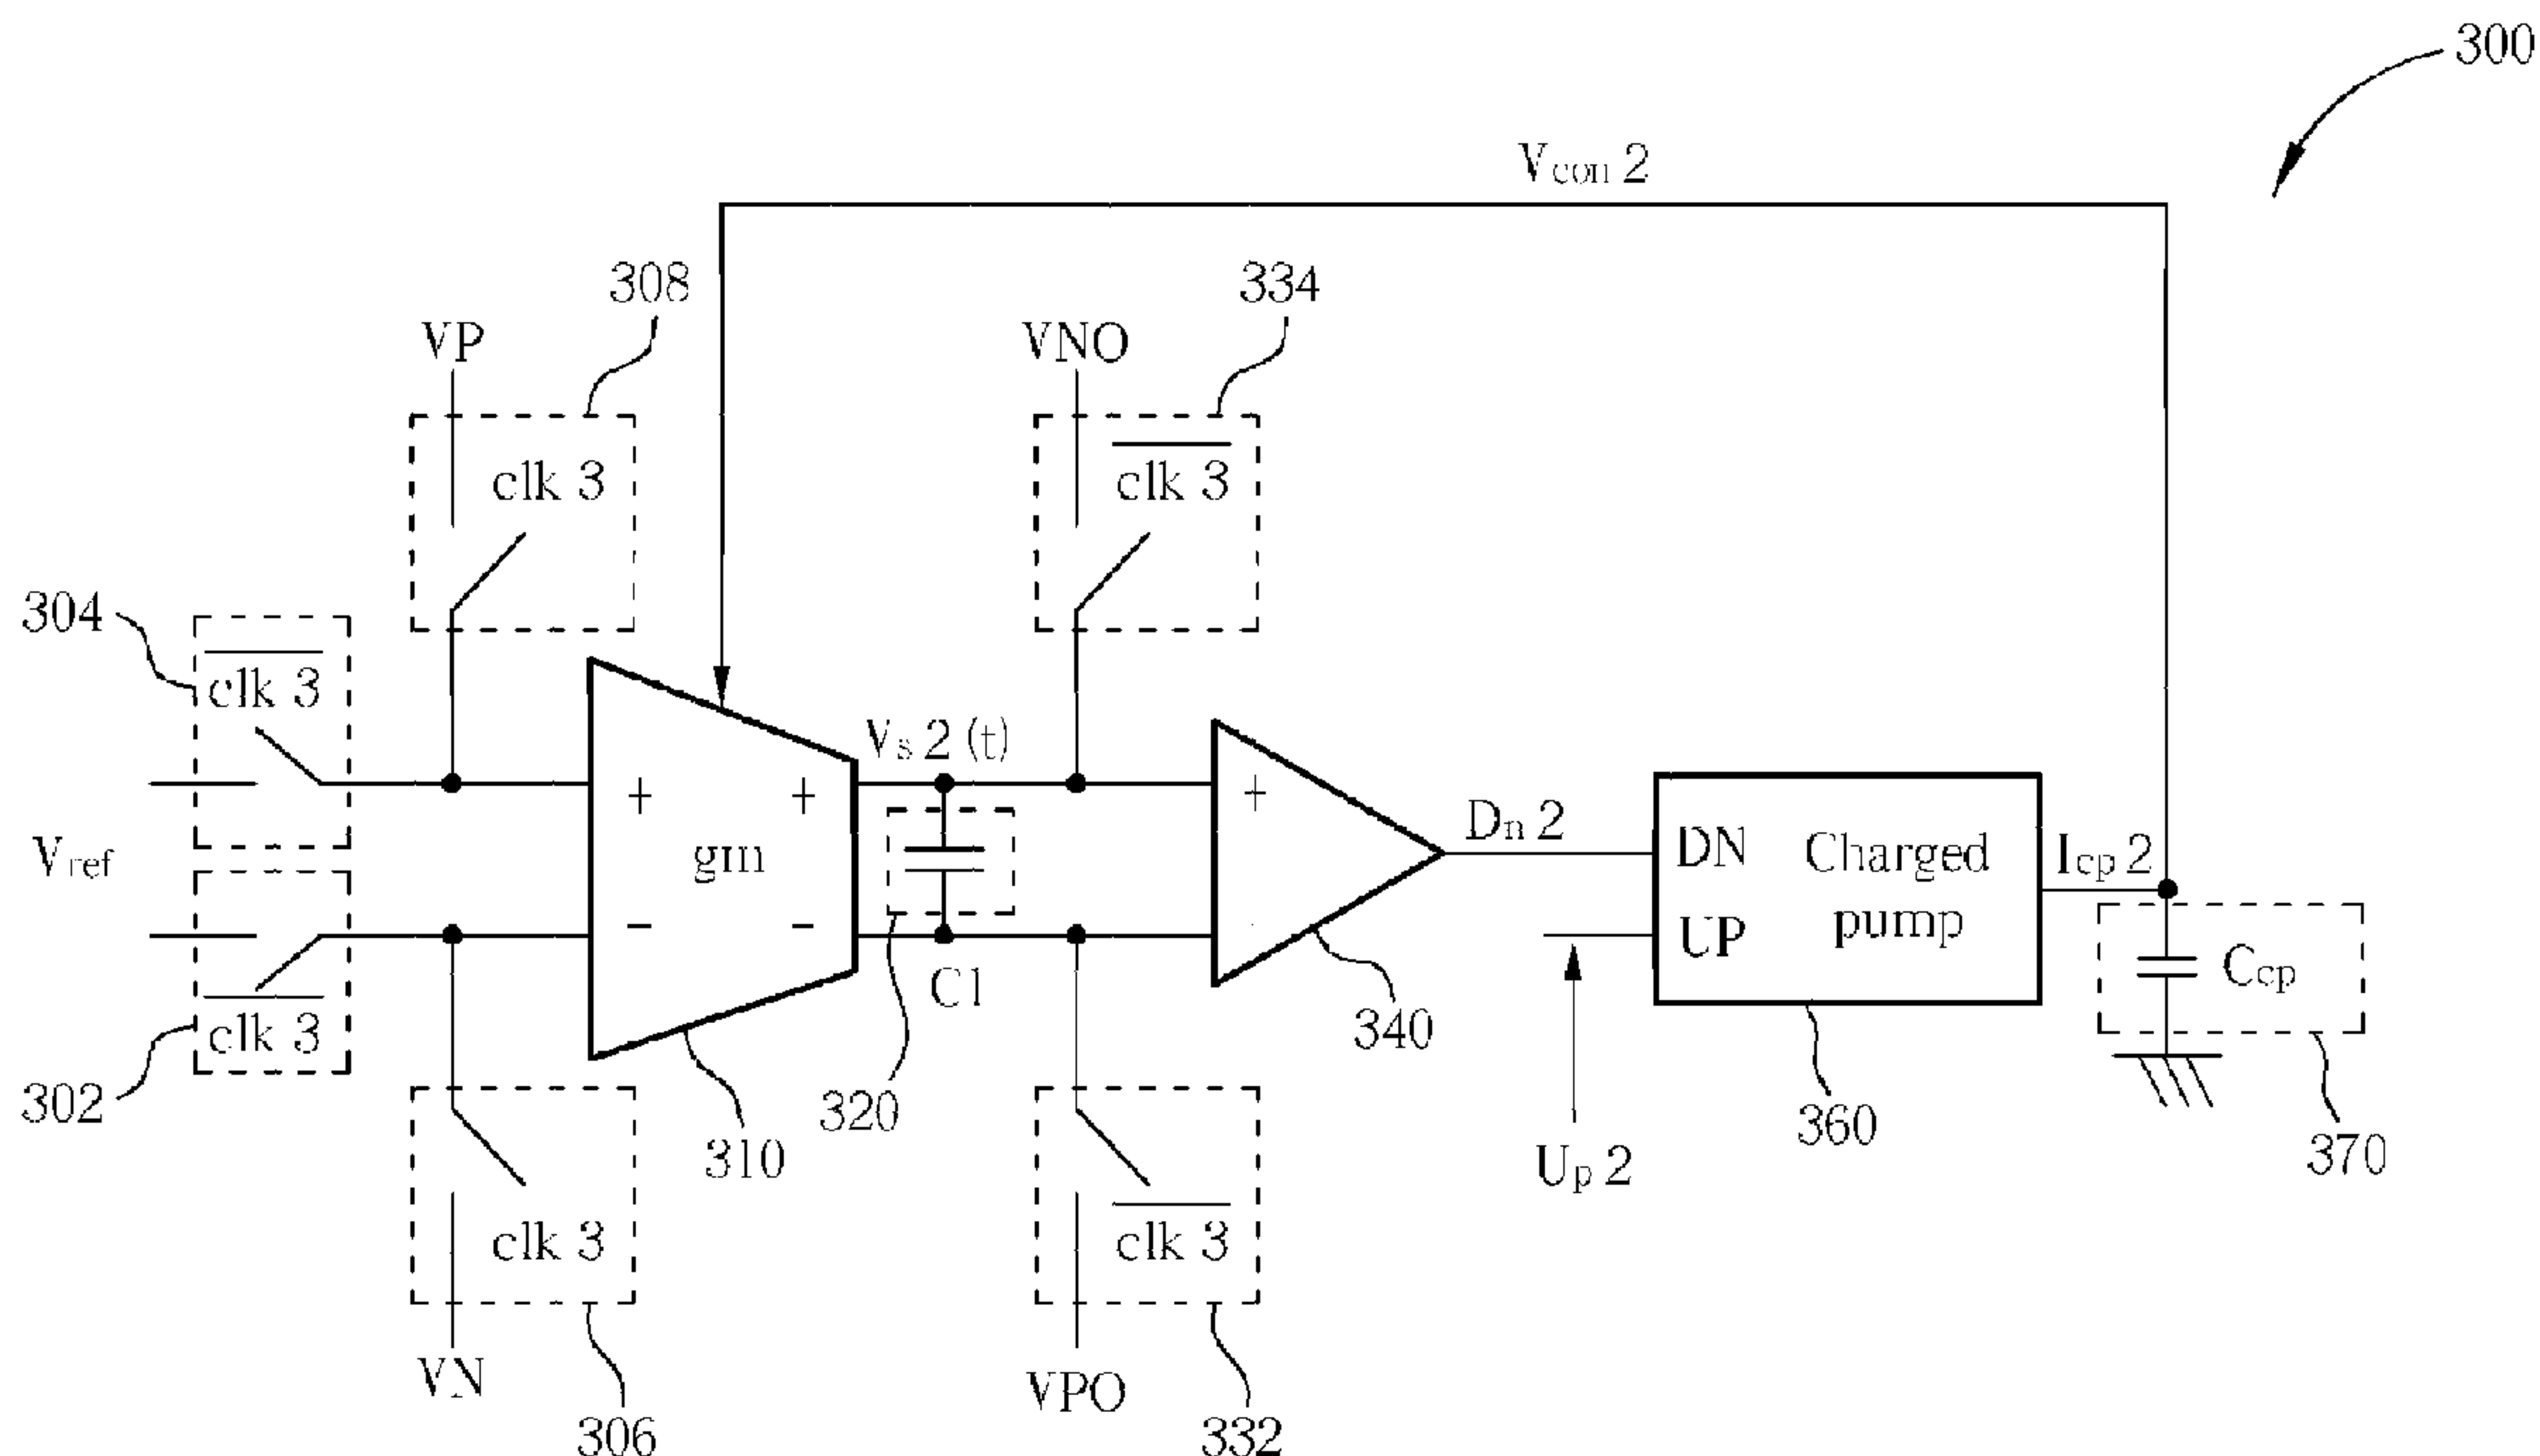 300
Vcon 2
308
334
VP
VNO
clk 3
clk 3
304
clk 3
Vs 2 (t)
+
+
+
Dn 2
DN
Charged
Icp 2
Vref
gm
pump
UP
Ccp
−
−
-
C1
clk 3
340
302
320
310
360
370
Up 2
clk 3
clk 3
VN
VPO
306
332